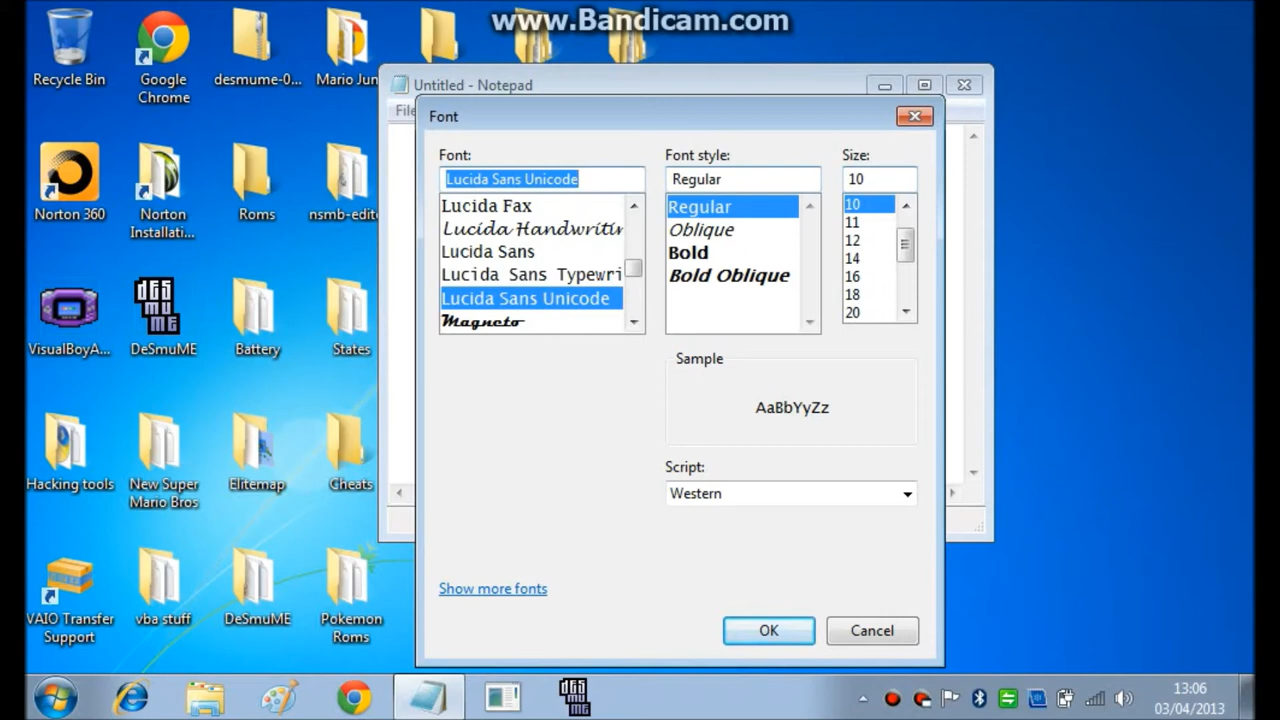 www.Bandicam.com
Recycle Bin
Google
Chrome
desmume-0...
Mario Jun
Untitled - Notepad
File
Font
Font:
Font style:
Size:
Lucida Sans Unicode
Regular
10
Lucida Fax
Lucida Handwritin
Lucida Sans
Lucida Sans Typewri
Lucida Sans Unicode
Magneto
Regular
Oblique
Bold
Bold Oblique
10
11
12
14
16
18
20
Sample
AaBbYyZz
Script:
Western
Show more fonts
OK
Cancel
Norton 360
Norton
Installati...
Roms
nsmb-edit
VisualBoyA...
DeSmuME
DeSmuME
Battery
States
Hacking tools
New Super
Mario Bros
Elitemap
Cheats
VAIO Transfer
Support
vba stuff
DeSmuME
Pokemon
Roms
DeSmuME
13:06
03/04/2013